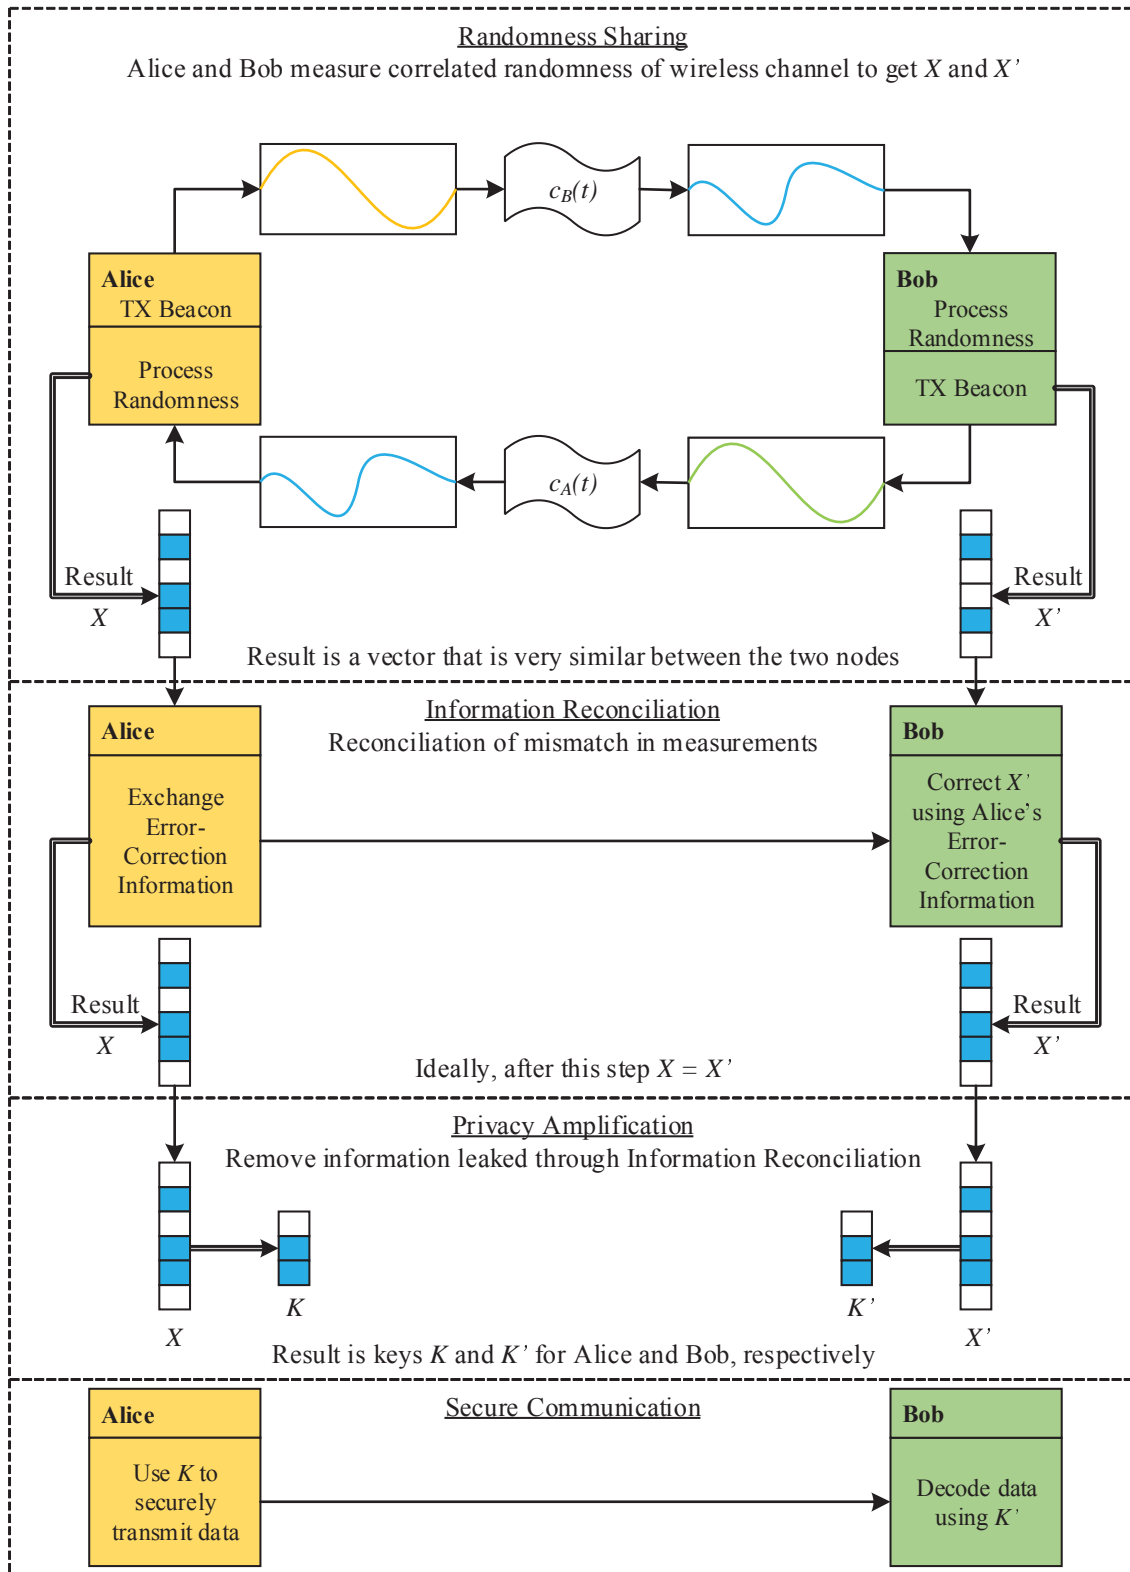 Randomness Sharing
Alice and Bob measure correlated randomness of wireless channel to get X and X’
c_B(t)
Alice
TX Beacon
Process
Randomness
Bob
Process
Randomness
TX Beacon
c_A(t)
Result
X
Result
X’
Result is a vector that is very similar between the two nodes
Information Reconciliation
Reconciliation of mismatch in measurements
Alice
Exchange
Error-
Correction
Information
Bob
Correct X’
using Alice’s
Error-
Correction
Information
Result
X
Result
X’
Ideally, after this step X = X’
Privacy Amplification
Remove information leaked through Information Reconciliation
K
K’
X
X’
Result is keys K and K’ for Alice and Bob, respectively
Secure Communication
Alice
Use K to
securely
transmit data
Bob
Decode data
using K’